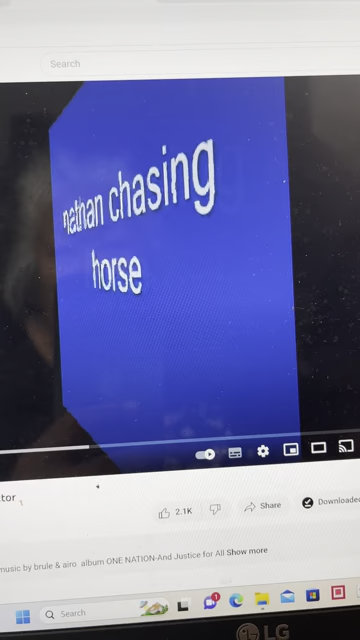 Search
nathan chasing
horse
tor
2.1K
Share
Downloaded
music by brule & airo album ONE NATION-And Justice for All Show more
Search
1
LG